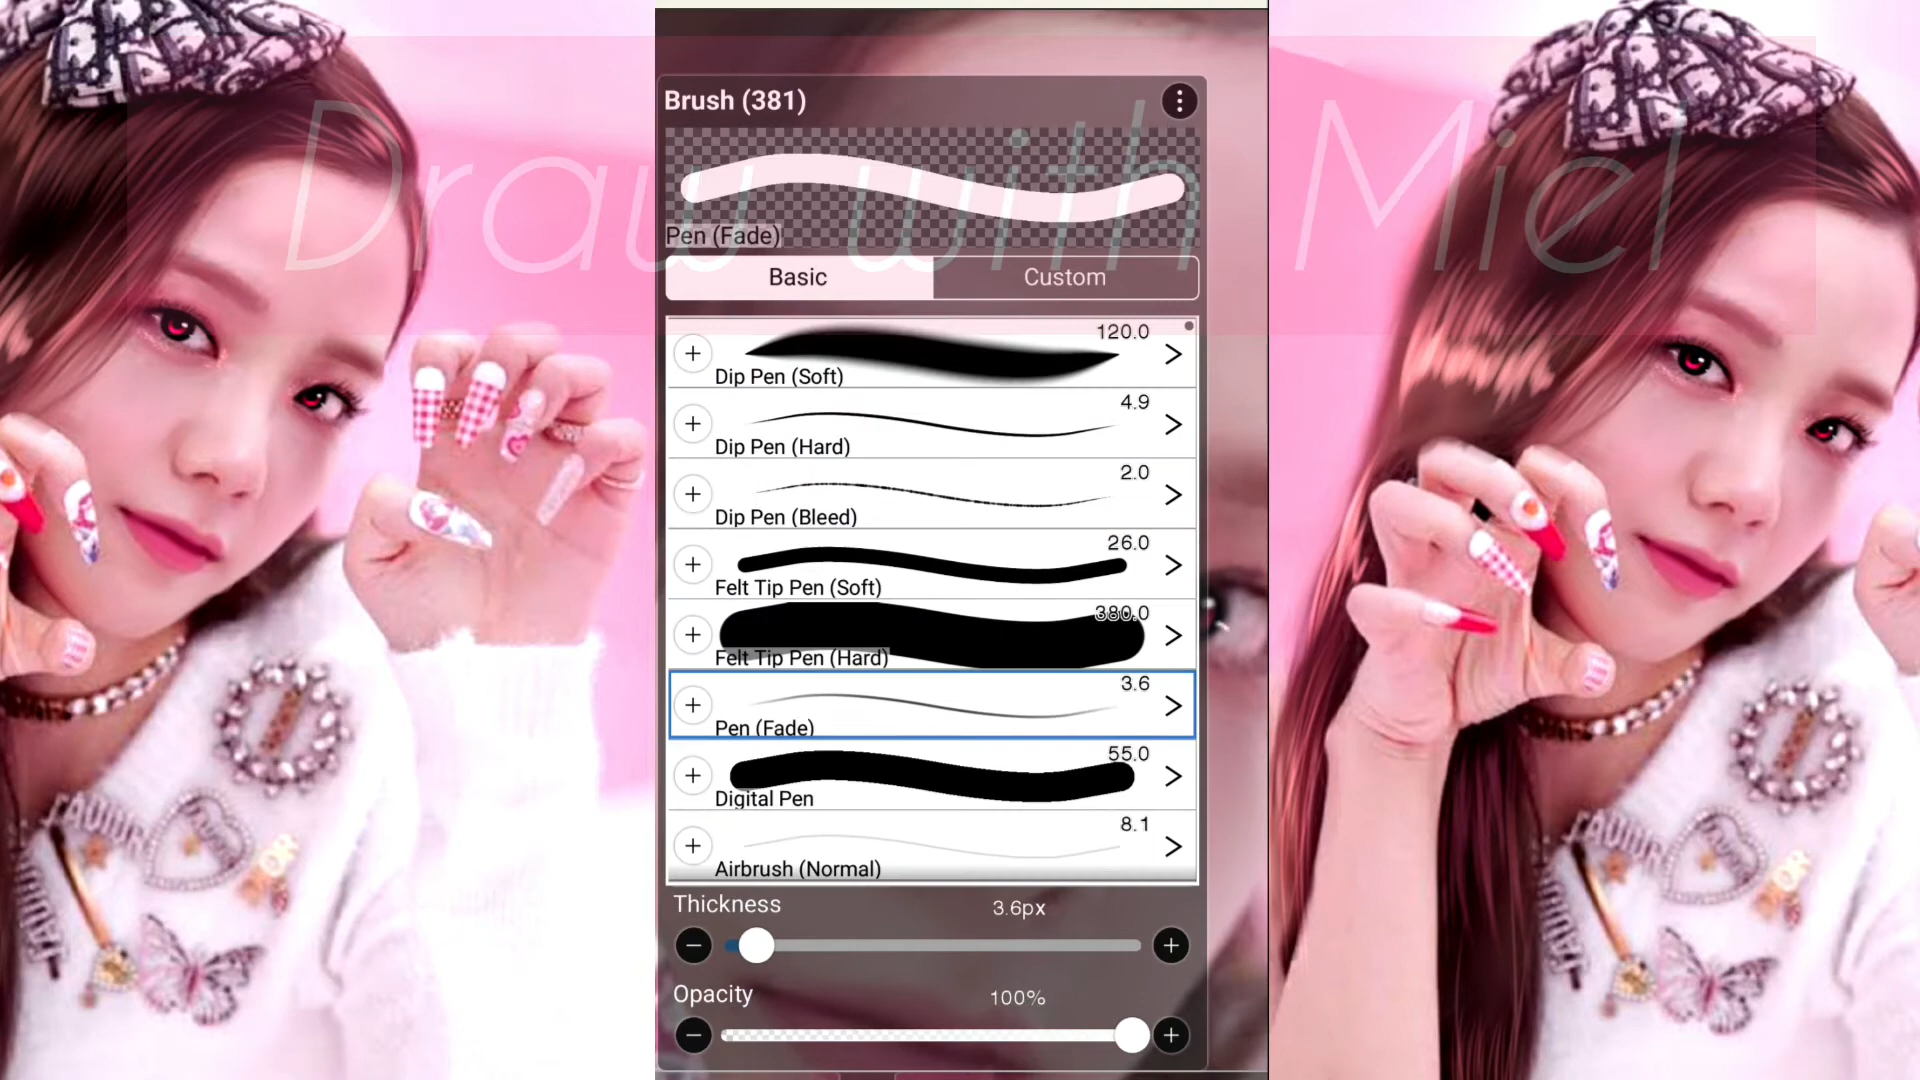 Draw with Miel
Brush (381)
Pen (Fade)
Basic
Custom
120.0
Dip Pen (Soft)
4.9
Dip Pen (Hard)
2.0
Dip Pen (Bleed)
26.0
Felt Tip Pen (Soft)
380.0
Felt Tip Pen (Hard)
3.6
Pen (Fade)
55.0
Digital Pen
8.1
Airbrush (Normal)
Thickness
3.6px
Opacity
100%
J'ADIOR